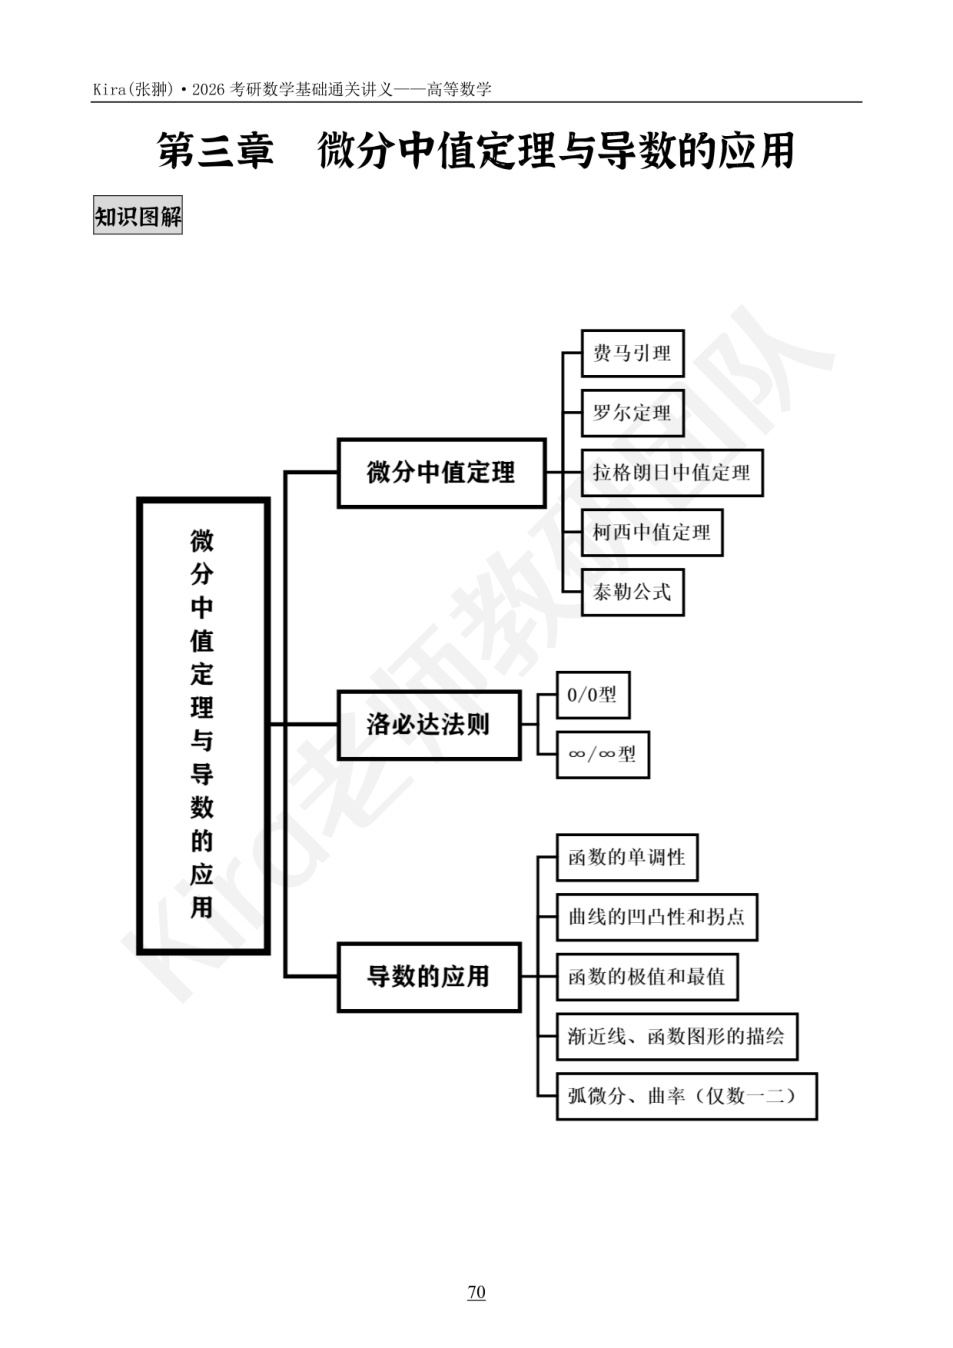 Kira(张翀)·2026考研数学基础通关讲义——高等数学
第三章 微分中值定理与导数的应用
知识图解
微分中值定理与导数的应用
微分中值定理
费马引理
罗尔定理
拉格朗日中值定理
柯西中值定理
泰勒公式
洛必达法则
0/0型
∞/∞型
导数的应用
函数的单调性
曲线的凹凸性和拐点
函数的极值和最值
渐近线、函数图形的描绘
弧微分、曲率（仅数一二）
Kira老师教研团队
70